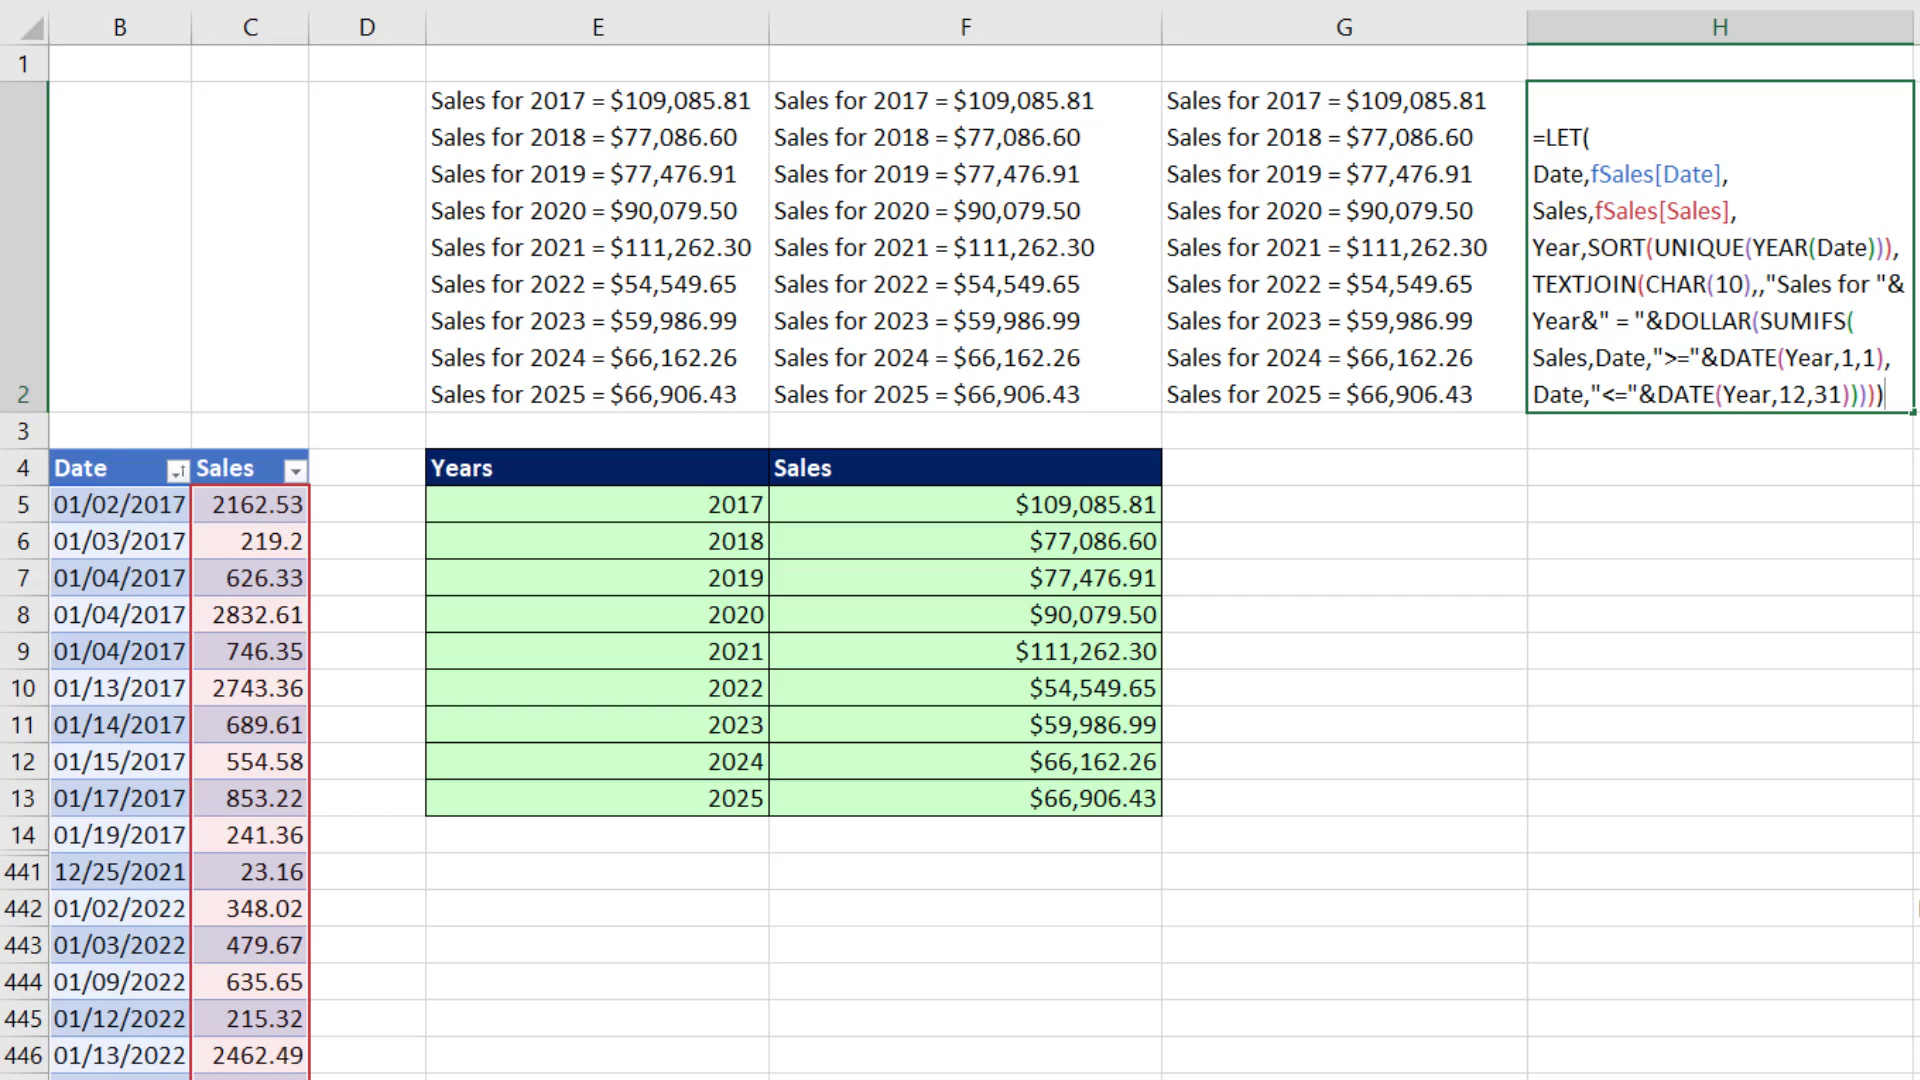 B C D E F G H
1
Sales for 2017 = $109,085.81 Sales for 2017 = $109,085.81 Sales for 2017 = $109,085.81
Sales for 2018 = $77,086.60 Sales for 2018 = $77,086.60 Sales for 2018 = $77,086.60 =LET(
Sales for 2019 = $77,476.91 Sales for 2019 = $77,476.91 Sales for 2019 = $77,476.91 Date,fSales[Date],
Sales for 2020 = $90,079.50 Sales for 2020 = $90,079.50 Sales for 2020 = $90,079.50 Sales,fSales[Sales],
Sales for 2021 = $111,262.30 Sales for 2021 = $111,262.30 Sales for 2021 = $111,262.30 Year,SORT(UNIQUE(YEAR(Date))),
Sales for 2022 = $54,549.65 Sales for 2022 = $54,549.65 Sales for 2022 = $54,549.65 TEXTJOIN(CHAR(10),,"Sales for "&
Sales for 2023 = $59,986.99 Sales for 2023 = $59,986.99 Sales for 2023 = $59,986.99 Year&" = "&DOLLAR(SUMIFS(
Sales for 2024 = $66,162.26 Sales for 2024 = $66,162.26 Sales for 2024 = $66,162.26 Sales,Date,">="&DATE(Year,1,1),
2 Sales for 2025 = $66,906.43 Sales for 2025 = $66,906.43 Sales for 2025 = $66,906.43 Date,"<="&DATE(Year,12,31)))))
3
4 Date Sales Years Sales
5 01/02/2017 2162.53 2017 $109,085.81
6 01/03/2017 219.2 2018 $77,086.60
7 01/04/2017 626.33 2019 $77,476.91
8 01/04/2017 2832.61 2020 $90,079.50
9 01/04/2017 746.35 2021 $111,262.30
10 01/13/2017 2743.36 2022 $54,549.65
11 01/14/2017 689.61 2023 $59,986.99
12 01/15/2017 554.58 2024 $66,162.26
13 01/17/2017 853.22 2025 $66,906.43
14 01/19/2017 241.36
441 12/25/2021 23.16
442 01/02/2022 348.02
443 01/03/2022 479.67
444 01/09/2022 635.65
445 01/12/2022 215.32
446 01/13/2022 2462.49